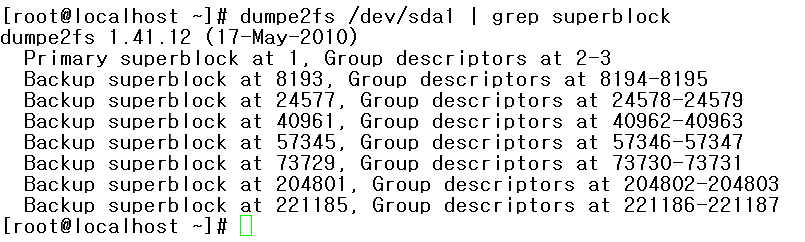 [root@localhost ~]# dumpe2fs /dev/sda1 | grep superblock
dumpe2fs 1.41.12 (17-May-2010)
  Primary superblock at 1, Group descriptors at 2-3
  Backup superblock at 8193, Group descriptors at 8194-8195
  Backup superblock at 24577, Group descriptors at 24578-24579
  Backup superblock at 40961, Group descriptors at 40962-40963
  Backup superblock at 57345, Group descriptors at 57346-57347
  Backup superblock at 73729, Group descriptors at 73730-73731
  Backup superblock at 204801, Group descriptors at 204802-204803
  Backup superblock at 221185, Group descriptors at 221186-221187
[root@localhost ~]#